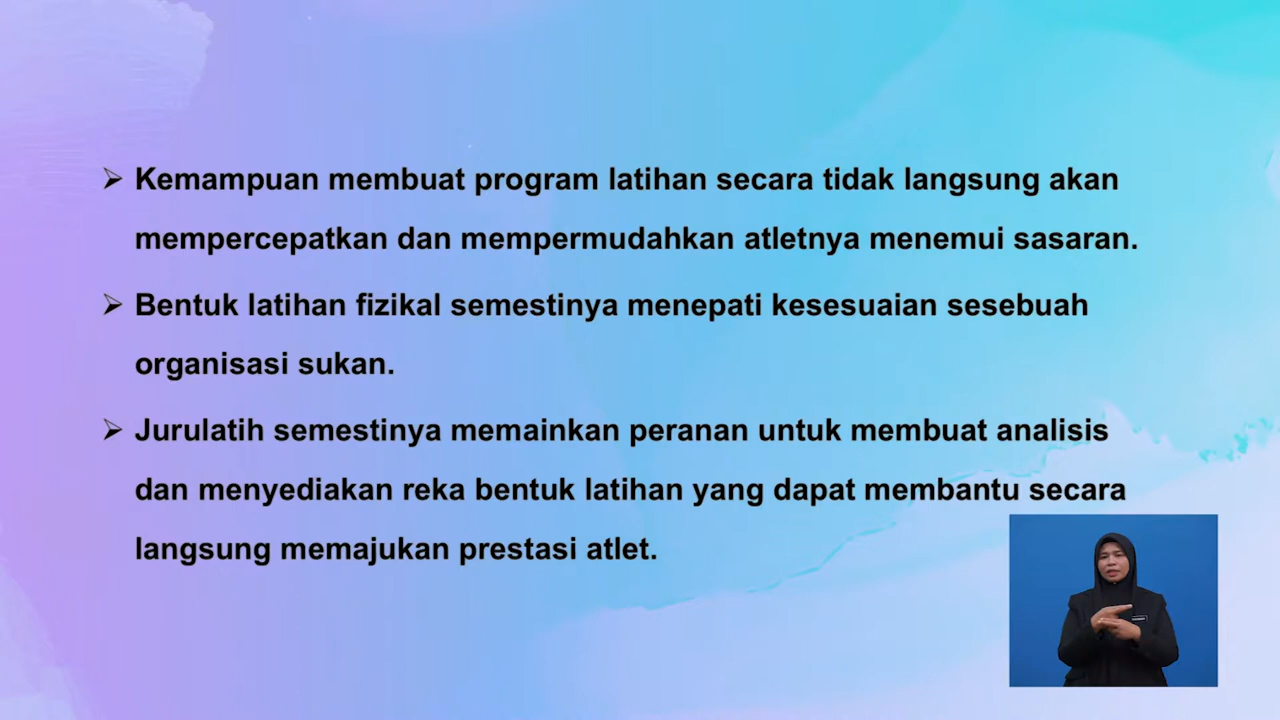 ➢ Kemampuan membuat program latihan secara tidak langsung akan
mempercepatkan dan mempermudahkan atletnya menemui sasaran.
➢ Bentuk latihan fizikal semestinya menepati kesesuaian sesebuah
organisasi sukan.
➢ Jurulatih semestinya memainkan peranan untuk membuat analisis
dan menyediakan reka bentuk latihan yang dapat membantu secara
langsung memajukan prestasi atlet.